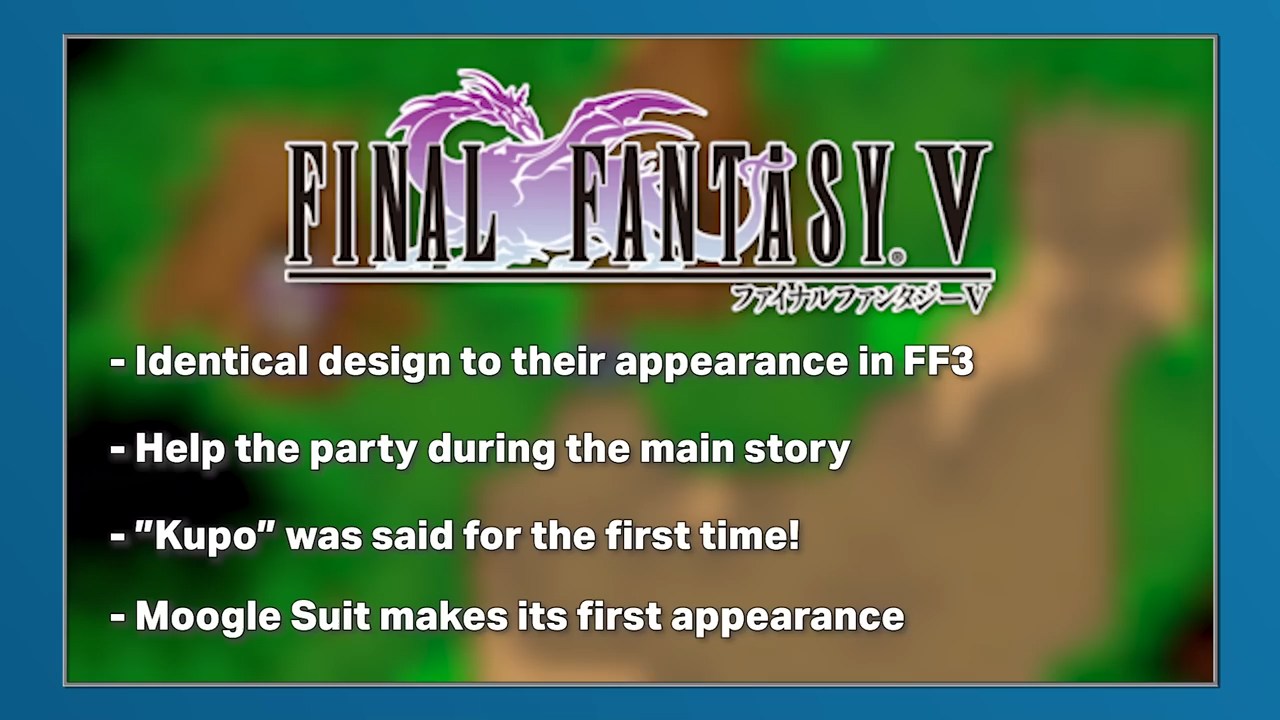 FINAL FANTASY® V
ファイナルファンタジーV
- Identical design to their appearance in FF3
- Help the party during the main story
- "Kupo" was said for the first time!
- Moogle Suit makes its first appearance